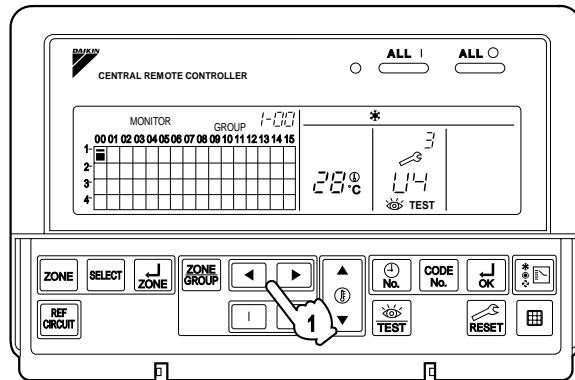 DAIKIN
CENTRAL REMOTE CONTROLLER
ALL I
ALL ○
MONITOR
GROUP
1-00
00 01 02 03 04 05 06 07 08 09 10 11 12 13 14 15
1-
2-
3-
4-
28 °C
3
U4
TEST
ZONE
SELECT
ZONE
ZONE
GROUP
No.
CODE
No.
OK
REF
CIRCUIT
I
1
TEST
RESET